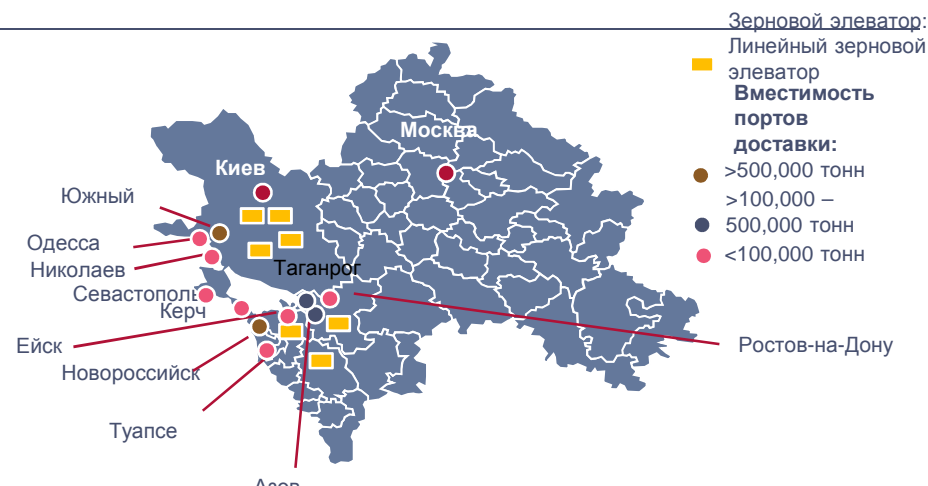 Зерновой элеватор:
Линейный зерновой
элеватор
Вместимость
портов
доставки:
>500,000 тонн
>100,000 –
500,000 тонн
<100,000 тонн
Москва
Киев
Южный
Одесса
Николаев
Таганрог
Севастополь
Керч
Ейск
Ростов-на-Дону
Новороссийск
Туапсе
Азов